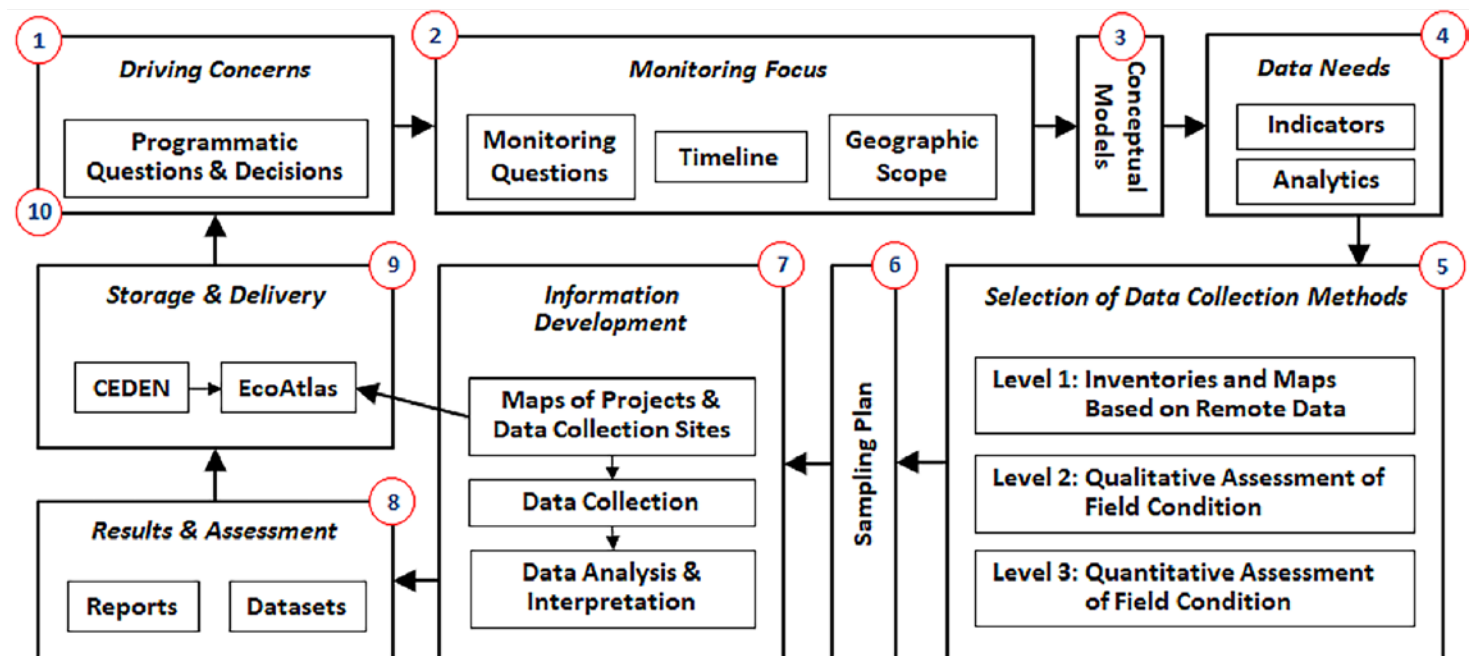 1
Driving Concerns
Programmatic
Questions & Decisions
10
2
Monitoring Focus
Monitoring
Questions
Timeline
Geographic
Scope
3
Conceptual
Models
4
Data Needs
Indicators
Analytics
5
Selection of Data Collection Methods
Level 1: Inventories and Maps
Based on Remote Data
Level 2: Qualitative Assessment of
Field Condition
Level 3: Quantitative Assessment
of Field Condition
6
Sampling Plan
7
Information
Development
Maps of Projects &
Data Collection Sites
Data Collection
Data Analysis &
Interpretation
8
Results & Assessment
Reports
Datasets
9
Storage & Delivery
CEDEN
EcoAtlas